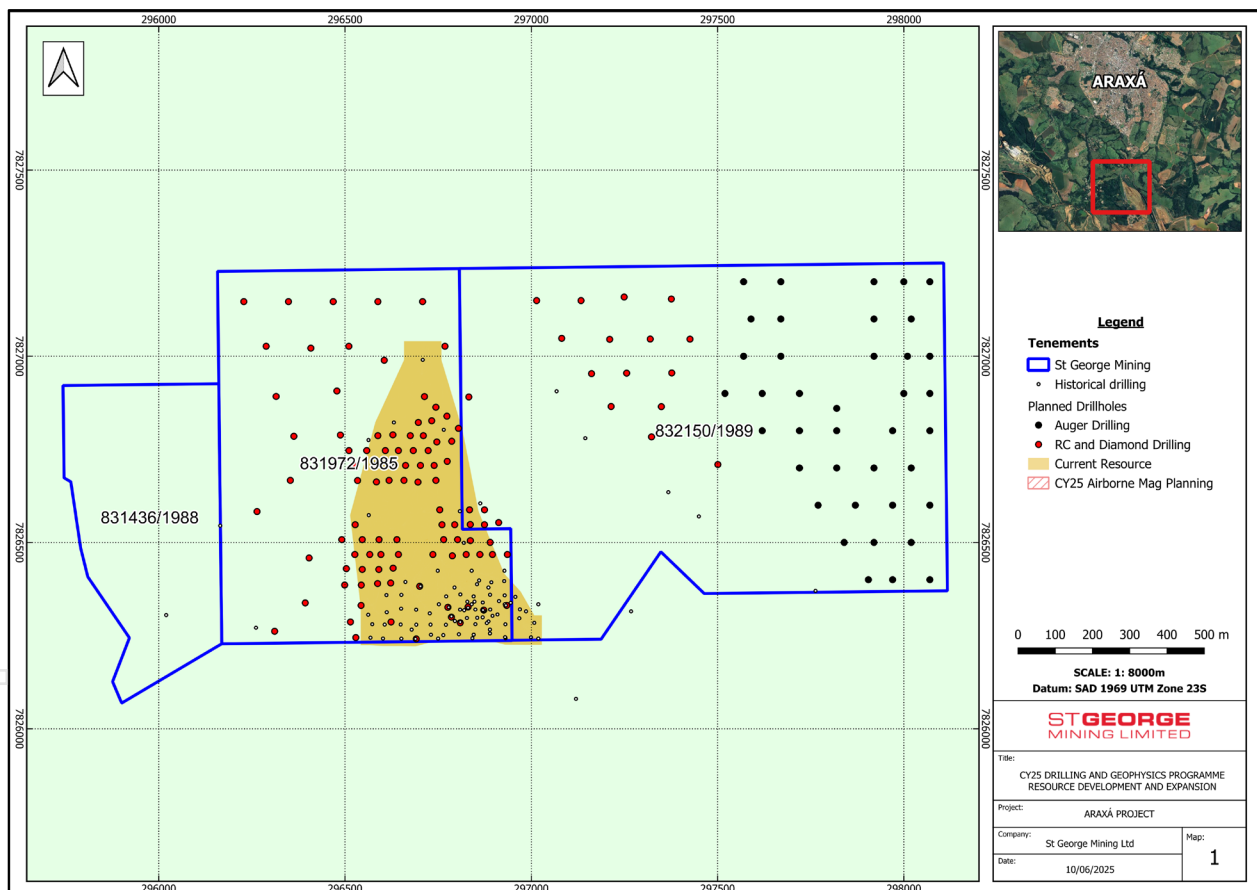 296000
296500
297000
297500
298000
7827500
7827500
7827000
7827000
7826500
7826500
7826000
7826000
831972/1985
832150/1989
831436/1988
296000
296500
297000
297500
298000
ARAXÁ
Legend
Tenements
St George Mining
Historical drilling
Planned Drillholes
Auger Drilling
RC and Diamond Drilling
Current Resource
CY25 Airborne Mag Planning
0 100 200 300 400 500 m
SCALE: 1: 8000m
Datum: SAD 1969 UTM Zone 23S
ST GEORGE
MINING LIMITED
Title:
CY25 DRILLING AND GEOPHYSICS PROGRAMME
RESOURCE DEVELOPMENT AND EXPANSION
Project:
ARAXÁ PROJECT
Company:
St George Mining Ltd
Map:
1
Date:
10/06/2025